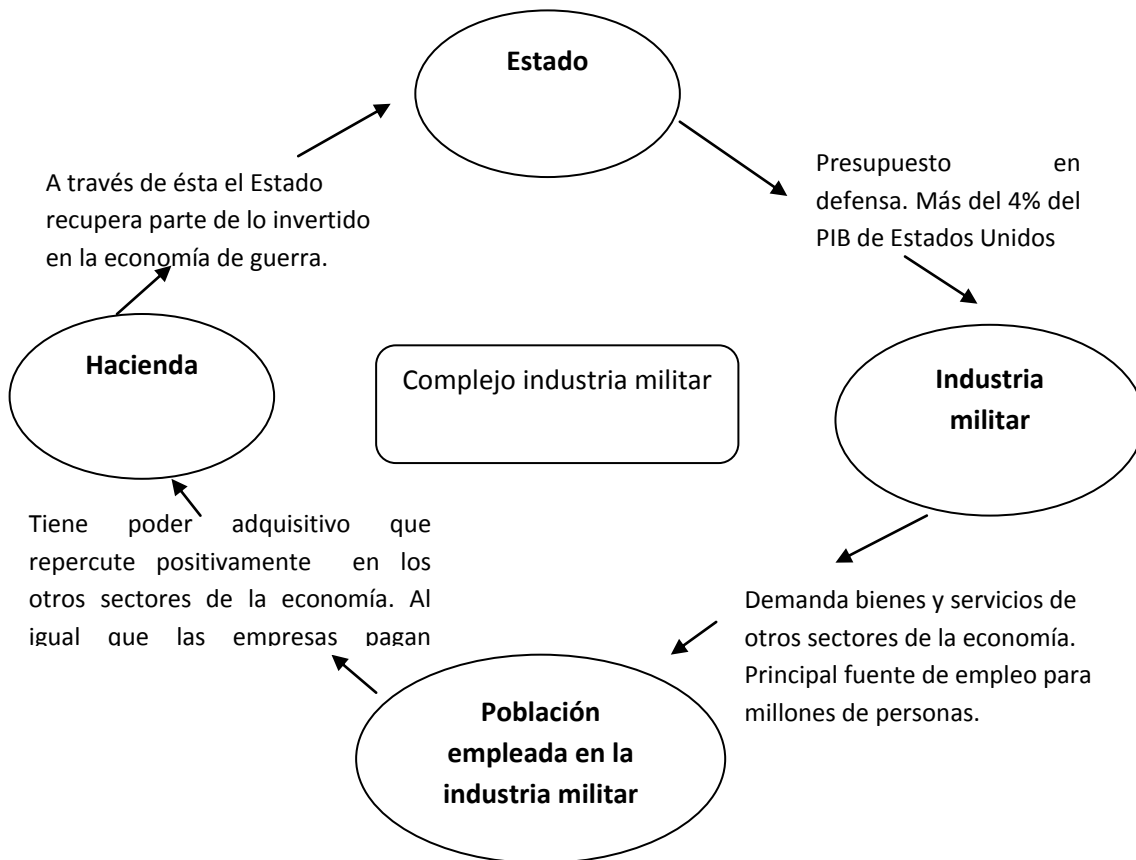 Estado
Presupuesto en
defensa. Más del 4% del
PIB de Estados Unidos
Industria
militar
Demanda bienes y servicios de
otros sectores de la economía.
Principal fuente de empleo para
millones de personas.
Población
empleada en la
industria militar
Tiene poder adquisitivo que
repercute positivamente en los
otros sectores de la economía. Al
igual que las empresas pagan
Hacienda
A través de ésta el Estado
recupera parte de lo invertido
en la economía de guerra.
Complejo industria militar